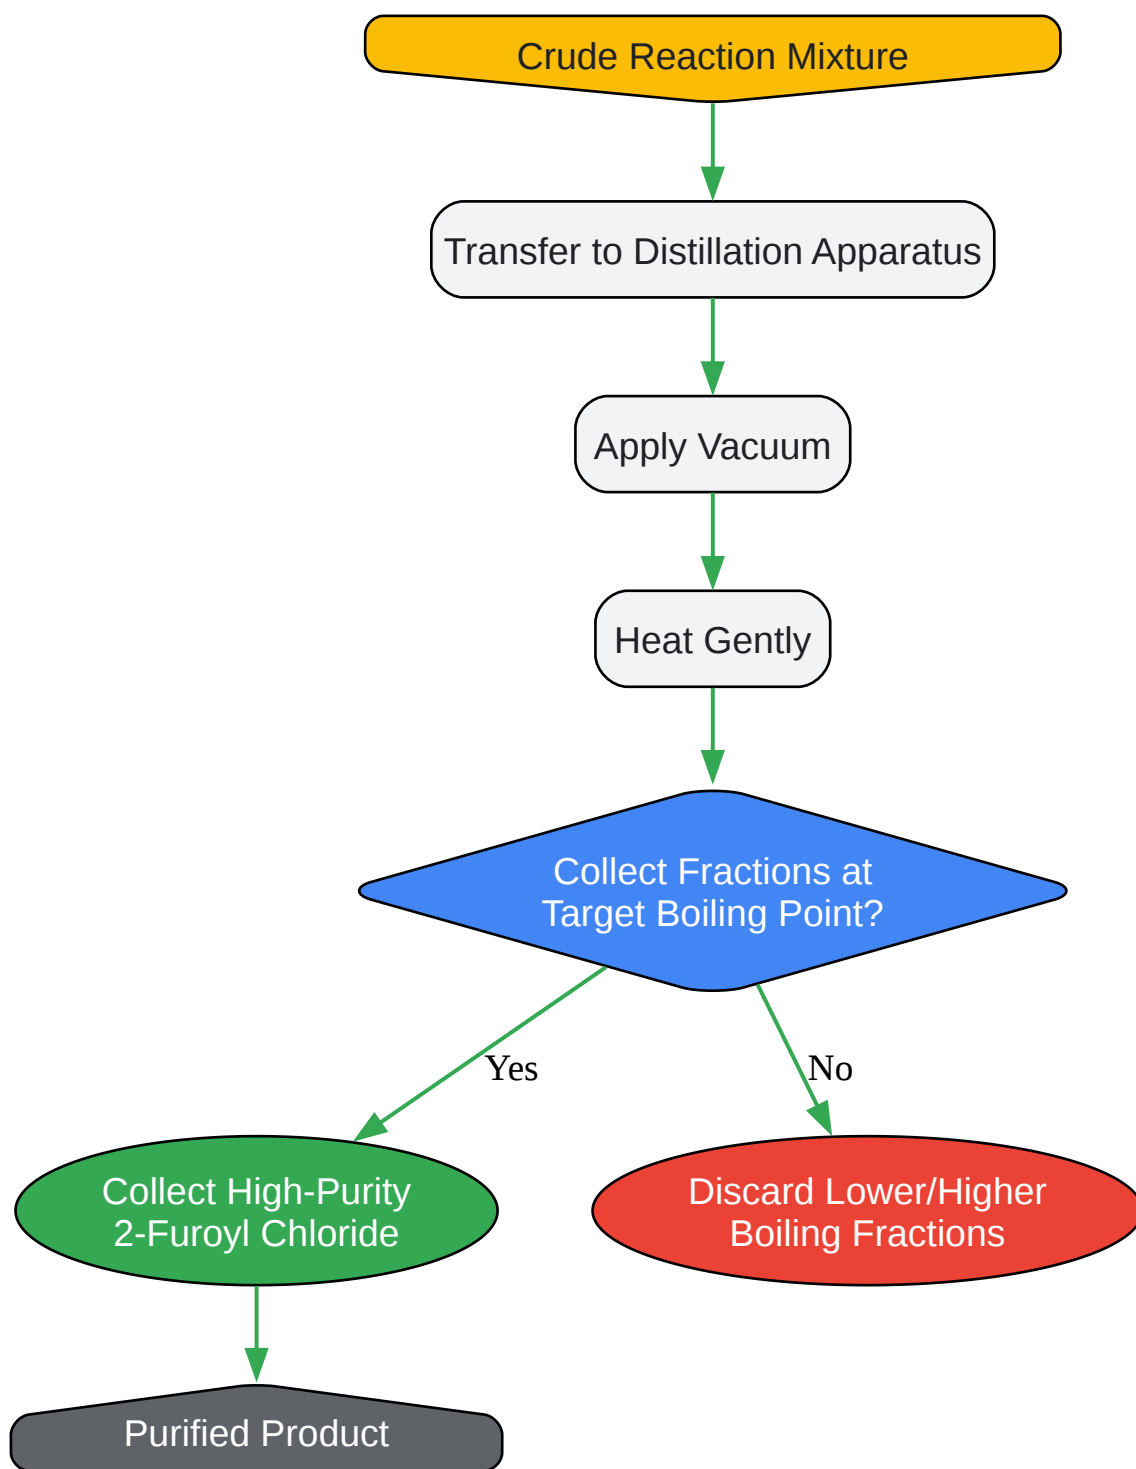 Crude Reaction Mixture
Transfer to Distillation Apparatus
Apply Vacuum
Heat Gently
Collect Fractions at
Target Boiling Point?
Yes
No
Collect High-Purity
2-Furoyl Chloride
Discard Lower/Higher
Boiling Fractions
Purified Product